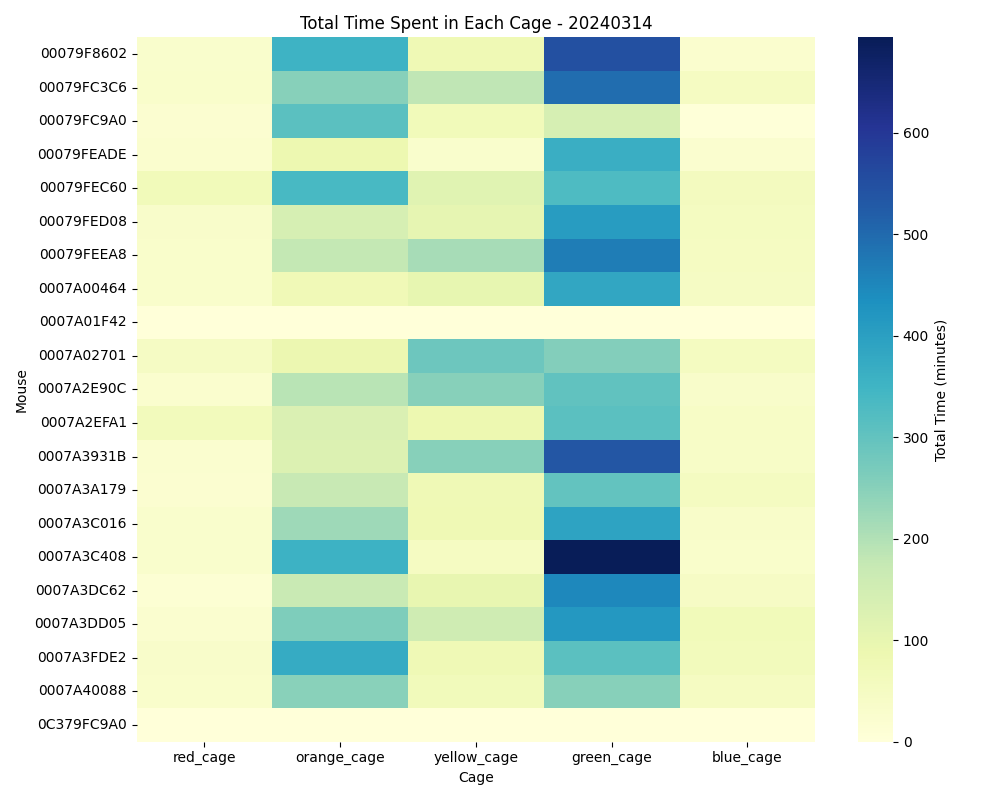 Total Time Spent in Each Cage - 20240314
Mouse
00079F8602
00079FC3C6
00079FC9A0
00079FEADE
00079FEC60
00079FED08
00079FEEA8
0007A00464
0007A01F42
0007A02701
0007A2E90C
0007A2EFA1
0007A3931B
0007A3A179
0007A3C016
0007A3C408
0007A3DC62
0007A3DD05
0007A3FDE2
0007A40088
0C379FC9A0
red_cage orange_cage yellow_cage green_cage blue_cage
Cage
600
500
400
300
200
100
0
Total Time (minutes)